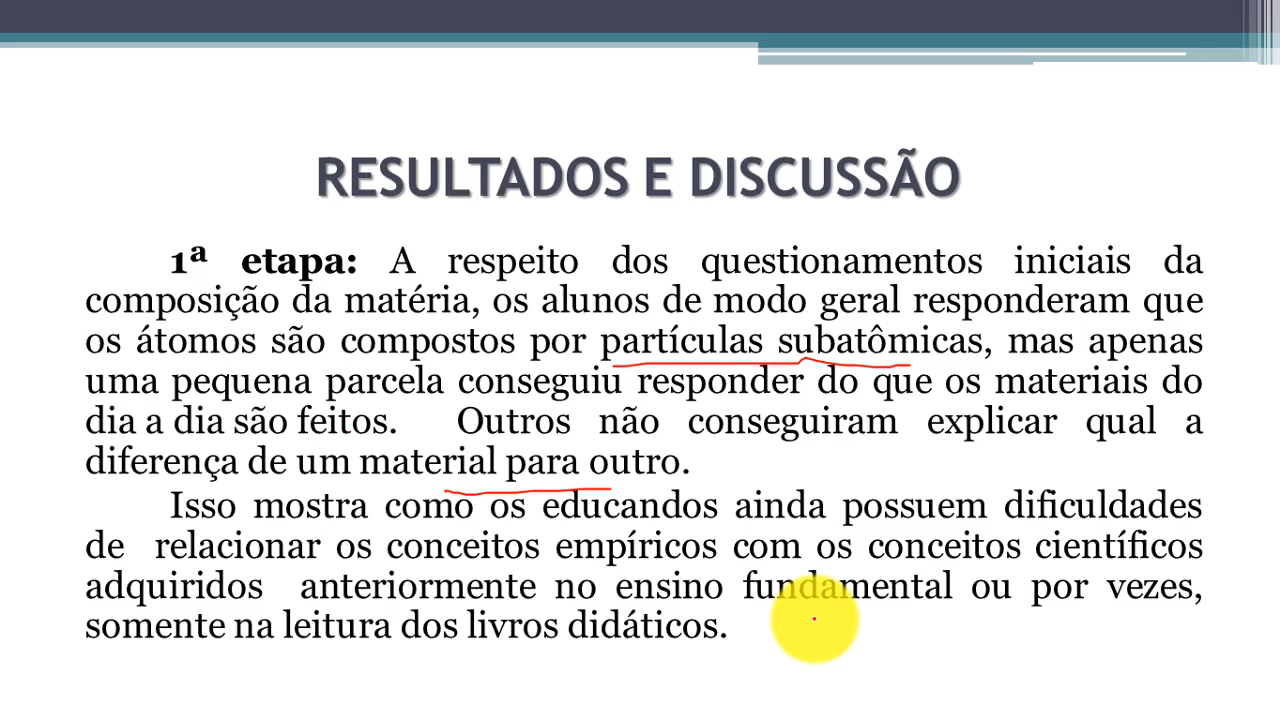 RESULTADOS E DISCUSSÃO
1ª etapa: A respeito dos questionamentos iniciais da
composição da matéria, os alunos de modo geral responderam que
os átomos são compostos por partículas subatômicas, mas apenas
uma pequena parcela conseguiu responder do que os materiais do
dia a dia são feitos. Outros não conseguiram explicar qual a
diferença de um material para outro.
Isso mostra como os educandos ainda possuem dificuldades
de relacionar os conceitos empíricos com os conceitos científicos
adquiridos anteriormente no ensino fundamental ou por vezes,
somente na leitura dos livros didáticos.